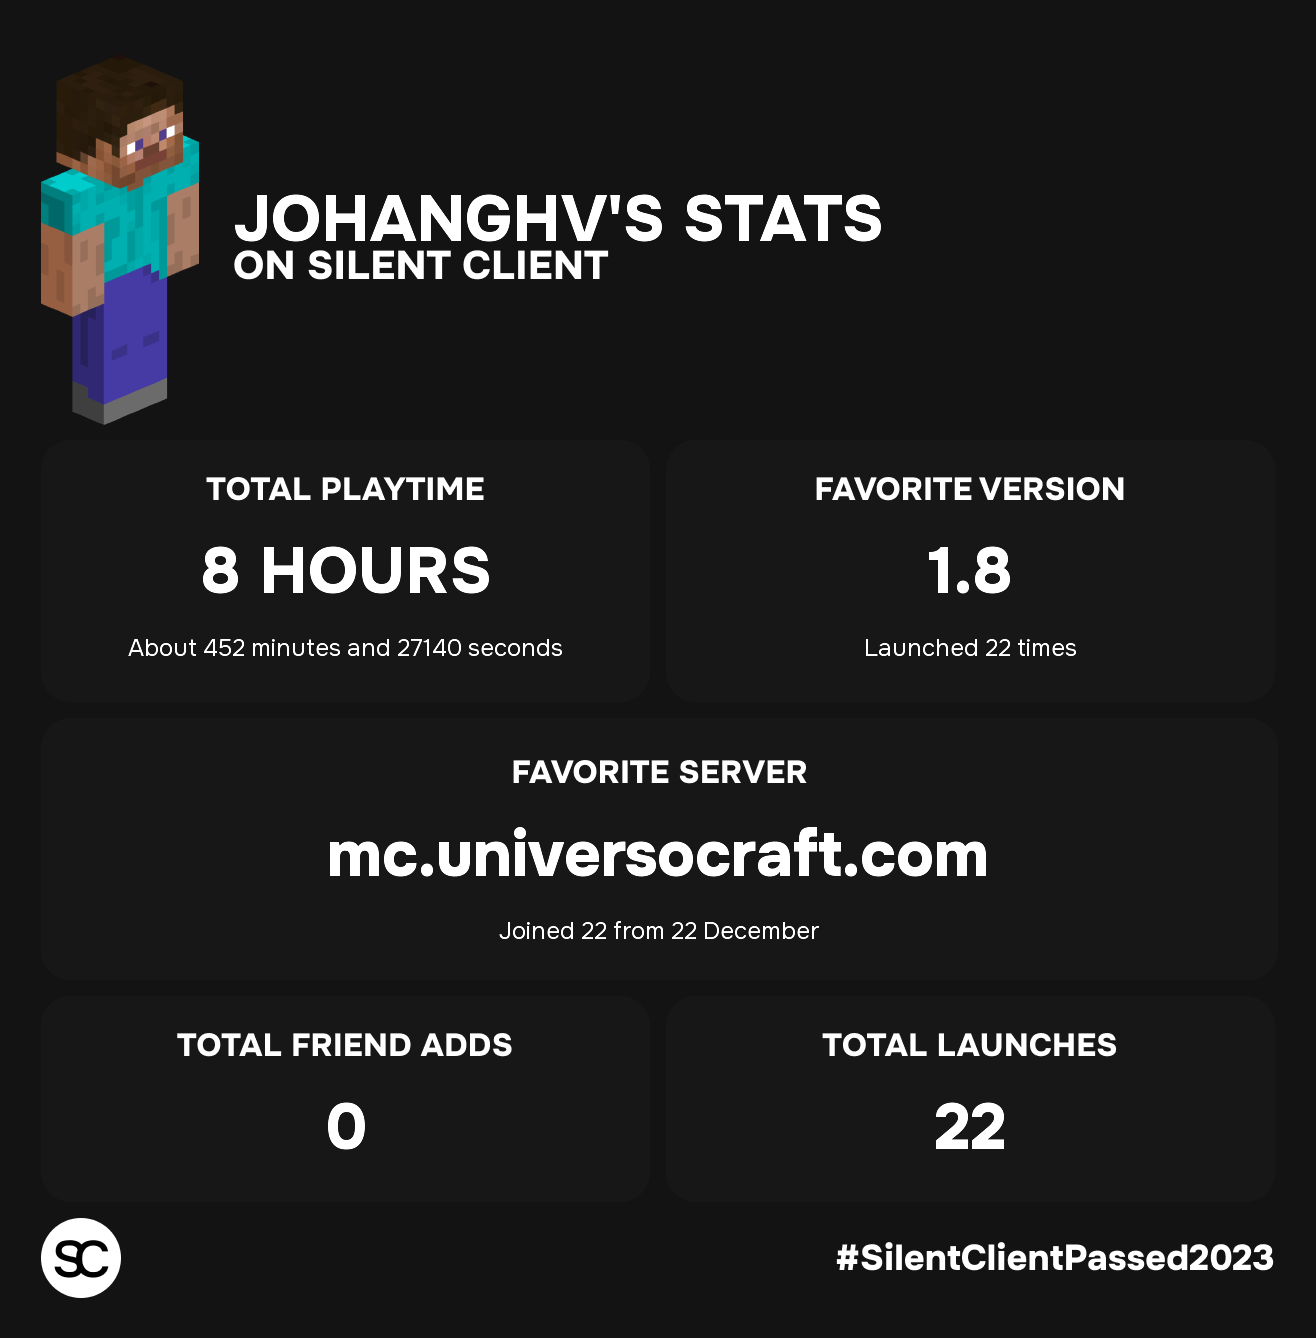 JOHANGHV'S STATS
ON SILENT CLIENT
TOTAL PLAYTIME
8 HOURS
About 452 minutes and 27140 seconds
FAVORITE VERSION
1.8
Launched 22 times
FAVORITE SERVER
mc.universocraft.com
Joined 22 from 22 December
TOTAL FRIEND ADDS
0
TOTAL LAUNCHES
22
SC
#SilentClientPassed2023